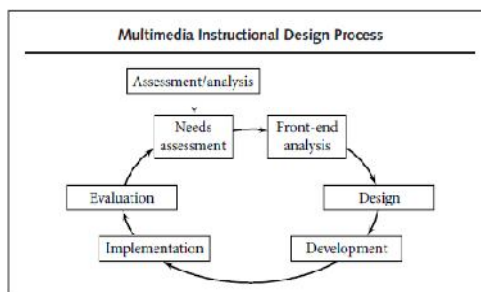 Multimedia Instructional Design Process
Assessment/analysis
Needs
assessment
Front-end
analysis
Evaluation
Design
Implementation
Development